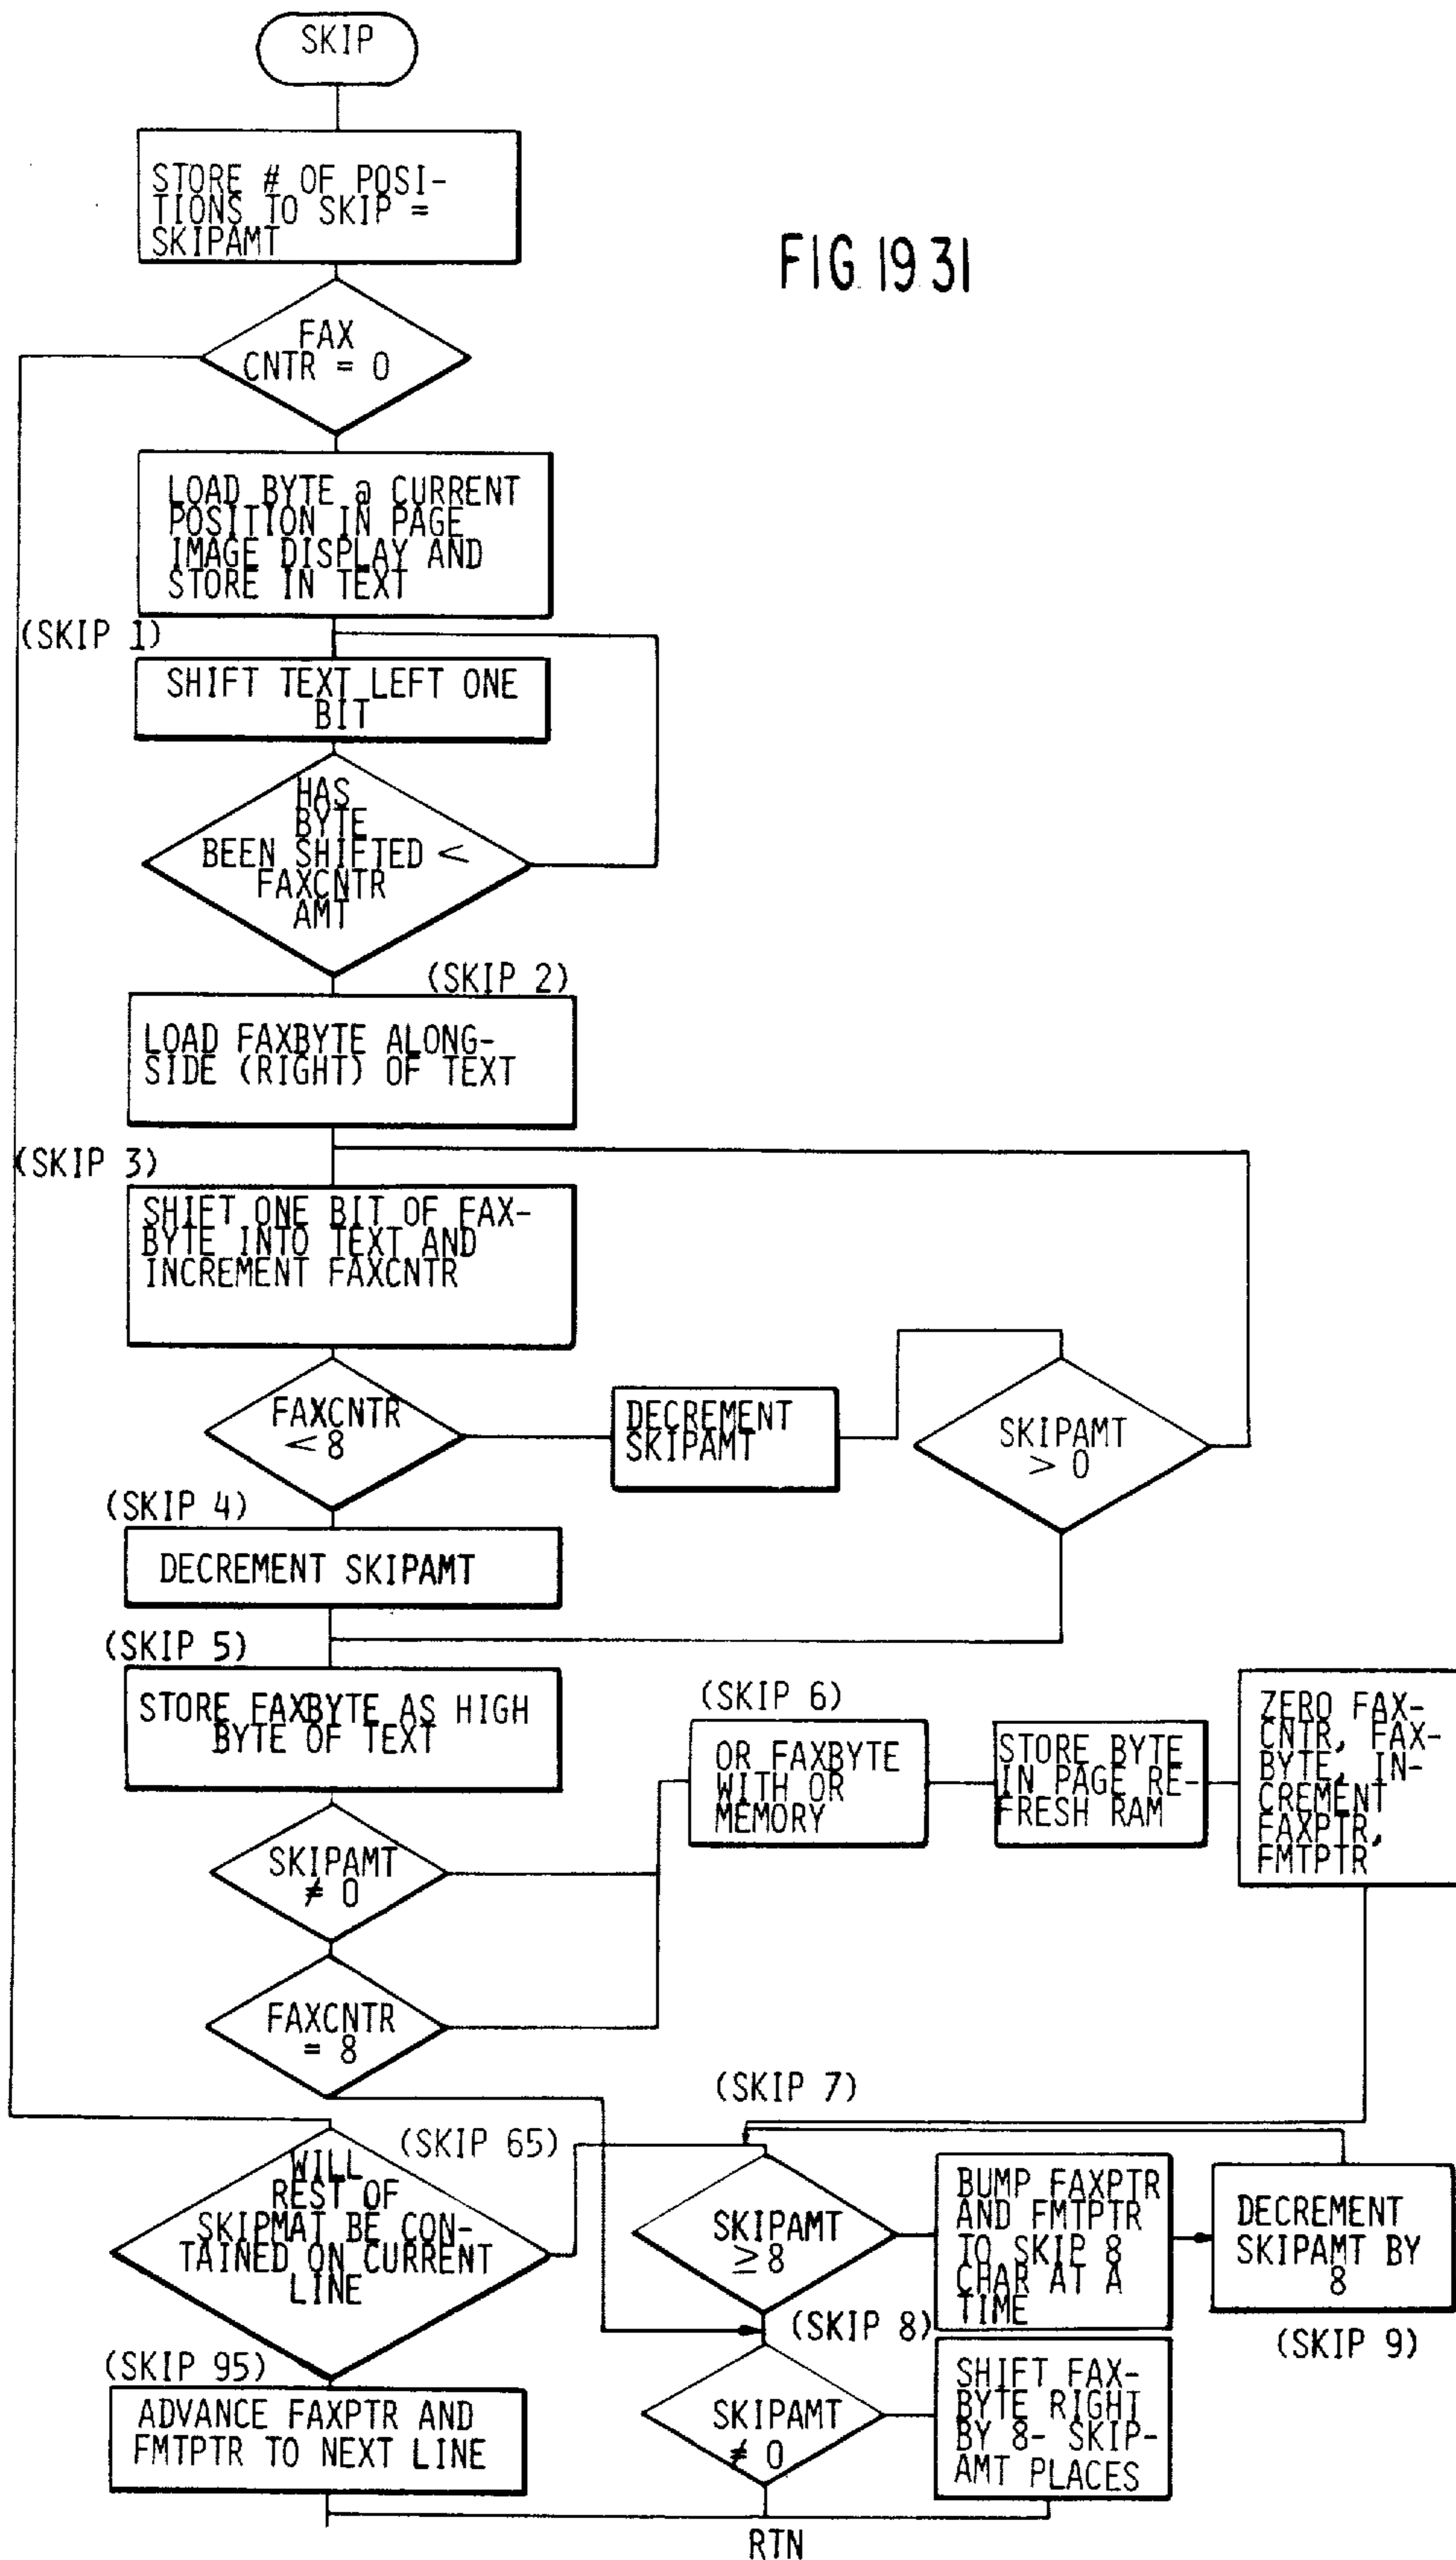 SKIP
STORE # OF POSI-
TIONS TO SKIP =
SKIPAMT
FIG 19.31
FAX
CNTR = 0
LOAD BYTE @ CURRENT
POSITION IN PAGE
IMAGE DISPLAY AND
STORE IN TEXT
(SKIP 1)
SHIFT TEXT LEFT ONE
BIT
HAS
BYTE
BEEN SHIFTED <
FAXCNTR
AMT
(SKIP 2)
LOAD FAXBYTE ALONG-
SIDE (RIGHT) OF TEXT
(SKIP 3)
SHIFT ONE BIT OF FAX-
BYTE INTO TEXT AND
INCREMENT FAXCNTR
FAXCNTR
< 8
DECREMENT
SKIPAMT
SKIPAMT
> 0
(SKIP 4)
DECREMENT SKIPAMT
(SKIP 5)
STORE FAXBYTE AS HIGH
BYTE OF TEXT
(SKIP 6)
OR FAXBYTE
WITH OR
MEMORY
STORE BYTE
IN PAGE RE-
FRESH RAM
ZERO FAX-
CNTR, FAX-
BYTE, IN-
CREMENT
FAXPTR,
FMTPTR,
SKIPAMT
≠ 0
FAXCNTR
= 8
(SKIP 7)
(SKIP 65)
WILL
REST OF
SKIPMAT BE CON-
TAINED ON CURRENT
LINE
SKIPAMT
≥ 8
BUMP FAXPTR
AND FMTPTR
TO SKIP 8
CHAR AT A
TIME
DECREMENT
SKIPAMT BY
8
(SKIP 9)
(SKIP 8)
(SKIP 95)
ADVANCE FAXPTR AND
FMTPTR TO NEXT LINE
SKIPAMT
≠ 0
SHIFT FAX-
BYTE RIGHT
BY 8- SKIP-
AMT PLACES
RTN